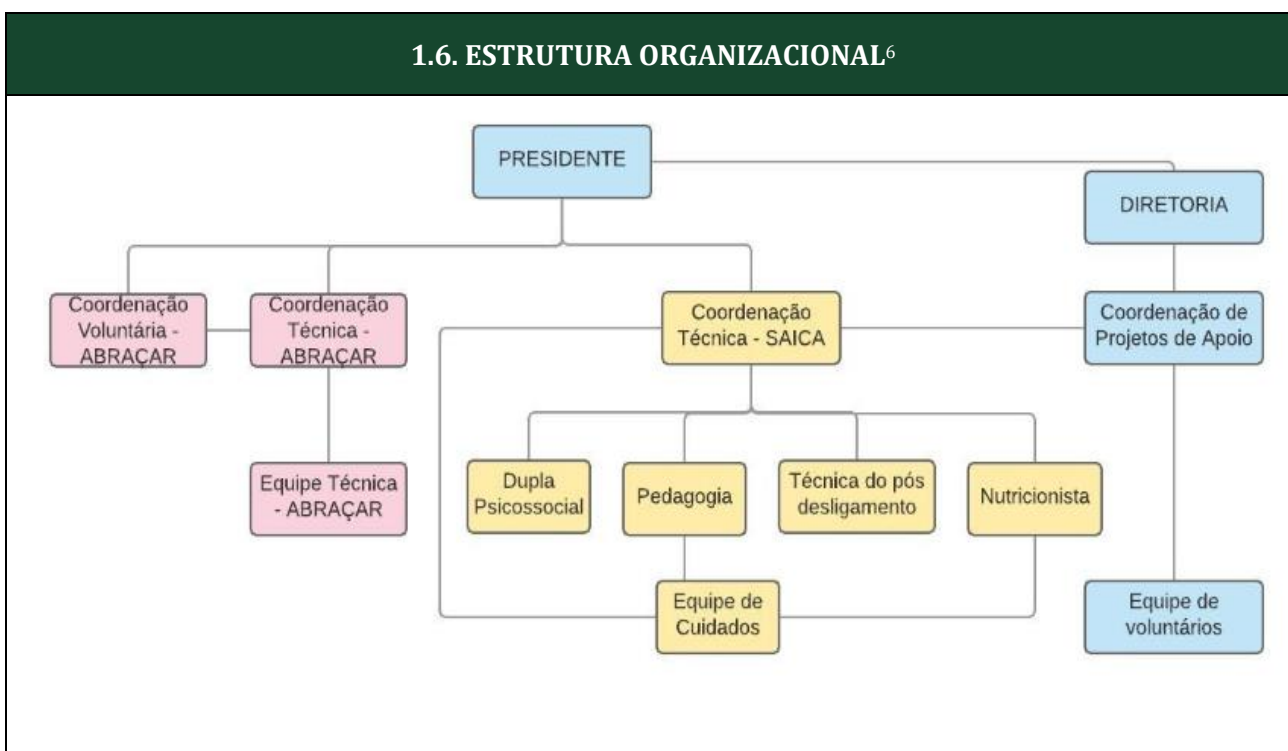 1.6. ESTRUTURA ORGANIZACIONAL⁶
PRESIDENTE
DIRETORIA
Coordenação
Voluntária -
ABRAÇAR
Coordenação
Técnica -
ABRAÇAR
Coordenação
Técnica - SAICA
Coordenação de
Projetos de Apoio
Equipe Técnica
- ABRAÇAR
Dupla
Psicossocial
Pedagogia
Técnica do pós
desligamento
Nutricionista
Equipe de
Cuidados
Equipe de
voluntários